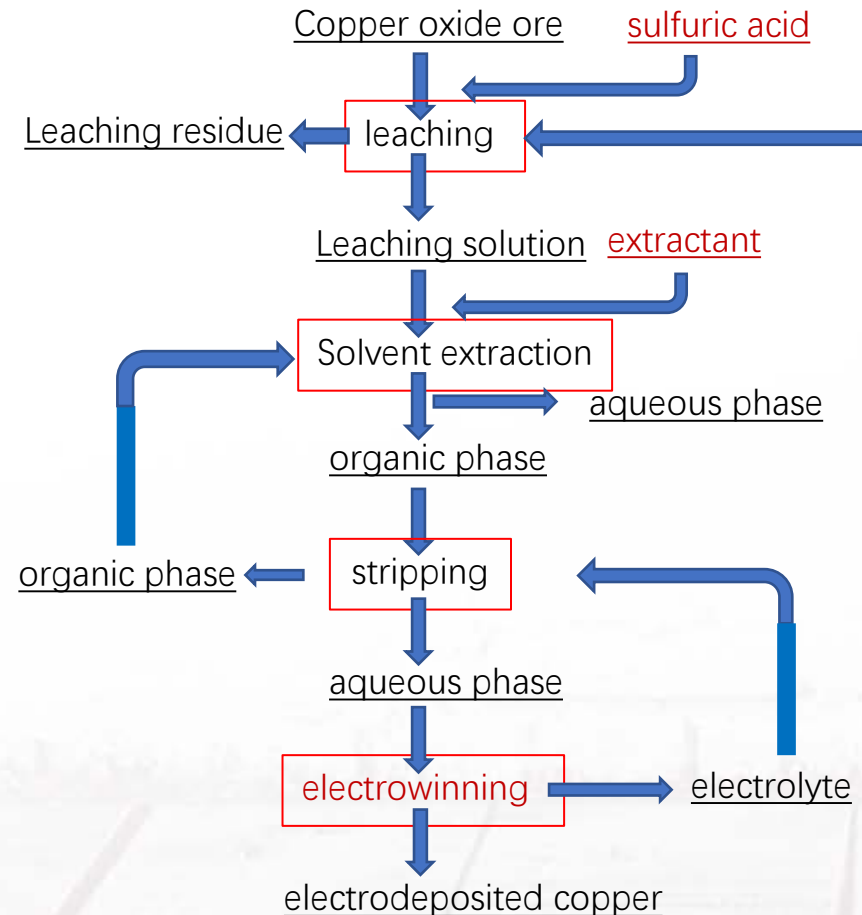 Copper oxide ore
sulfuric acid
Leaching residue
leaching
Leaching solution
extractant
Solvent extraction
aqueous phase
organic phase
organic phase
stripping
aqueous phase
electrowinning
electrolyte
electrodeposited copper